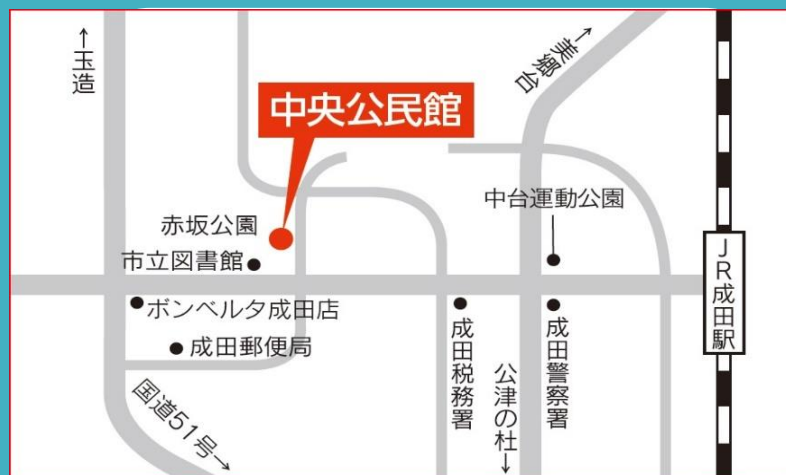 ↑玉造
↑美郷台
中央公民館
中台運動公園
赤坂公園
市立図書館
JR成田駅
ボンベルタ成田店
成田郵便局
成田税務署
成田警察署
公津の杜↓
国道51号→